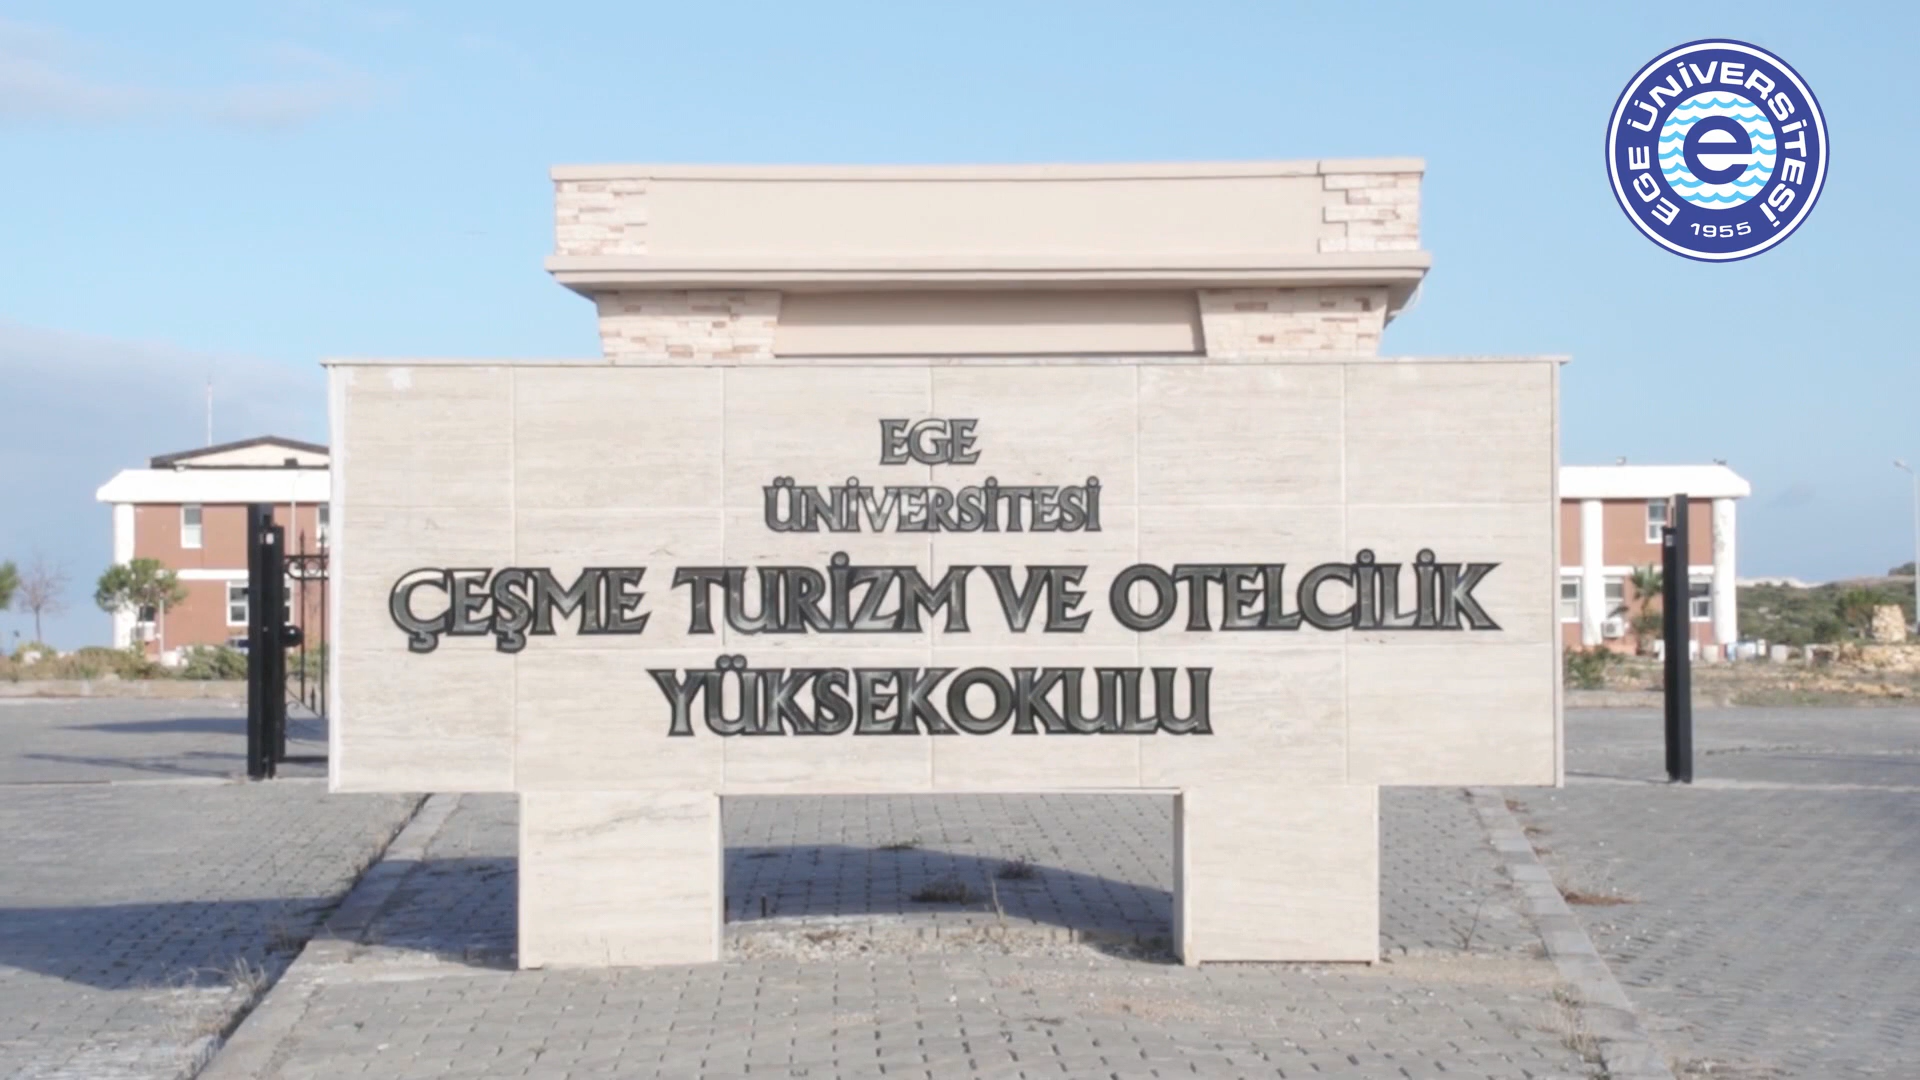 EGE ÜNİVERSİTESİ
1955
e
EGE
ÜNİVERSİTESİ
ÇEŞME TURİZM VE OTELCİLİK
YÜKSEKOKULU